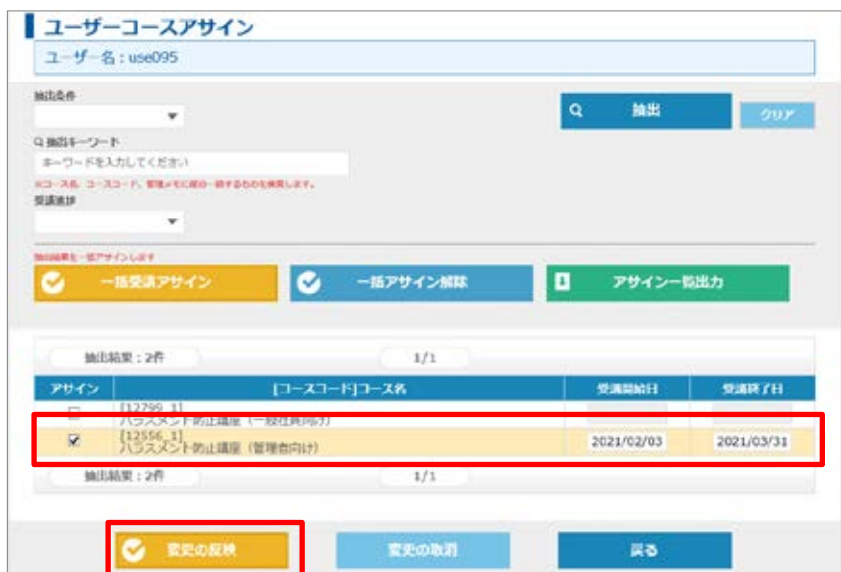 ユーザーコースアサイン
ユーザー名：use095
抽出条件
抽出 クリア
抽出キーワード
キーワードを入力してください
※コース名、コースコード、管理メモに部分一致するものを検索します。
受講進捗
抽出結果を一括アサインします
一括受講アサイン 一括アサイン解除 アサイン一覧出力
抽出結果：2件 1/1
アサイン [コースコード]コース名 受講開始日 受講終了日
[12799_1]
ハラスメント防止講座（一般社員向け）
[12556_1]
ハラスメント防止講座（管理者向け） 2021/02/03 2021/03/31
抽出結果：2件 1/1
変更の反映 変更の取消 戻る